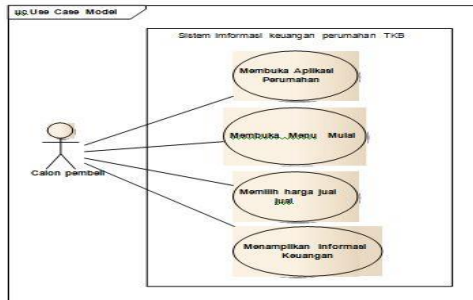 uc Use Case Model
Sistem Imformasi keuangan perumahan TKB
Membuka Aplikasi
Perumahan
Membuka Menu Mulai
Calon pembeli
Memilih harga jual
jual
Menampilkan Informasi
Keuangan